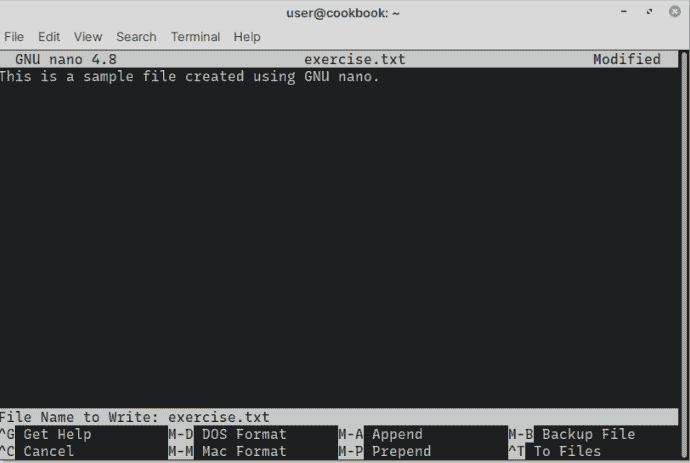 user@cookbook: ~
File Edit View Search Terminal Help
GNU nano 4.8 exercise.txt Modified
This is a sample file created using GNU nano.
File Name to Write: exercise.txt
^G Get Help M-D DOS Format M-A Append M-B Backup File
^C Cancel M-M Mac Format M-P Prepend ^T To Files